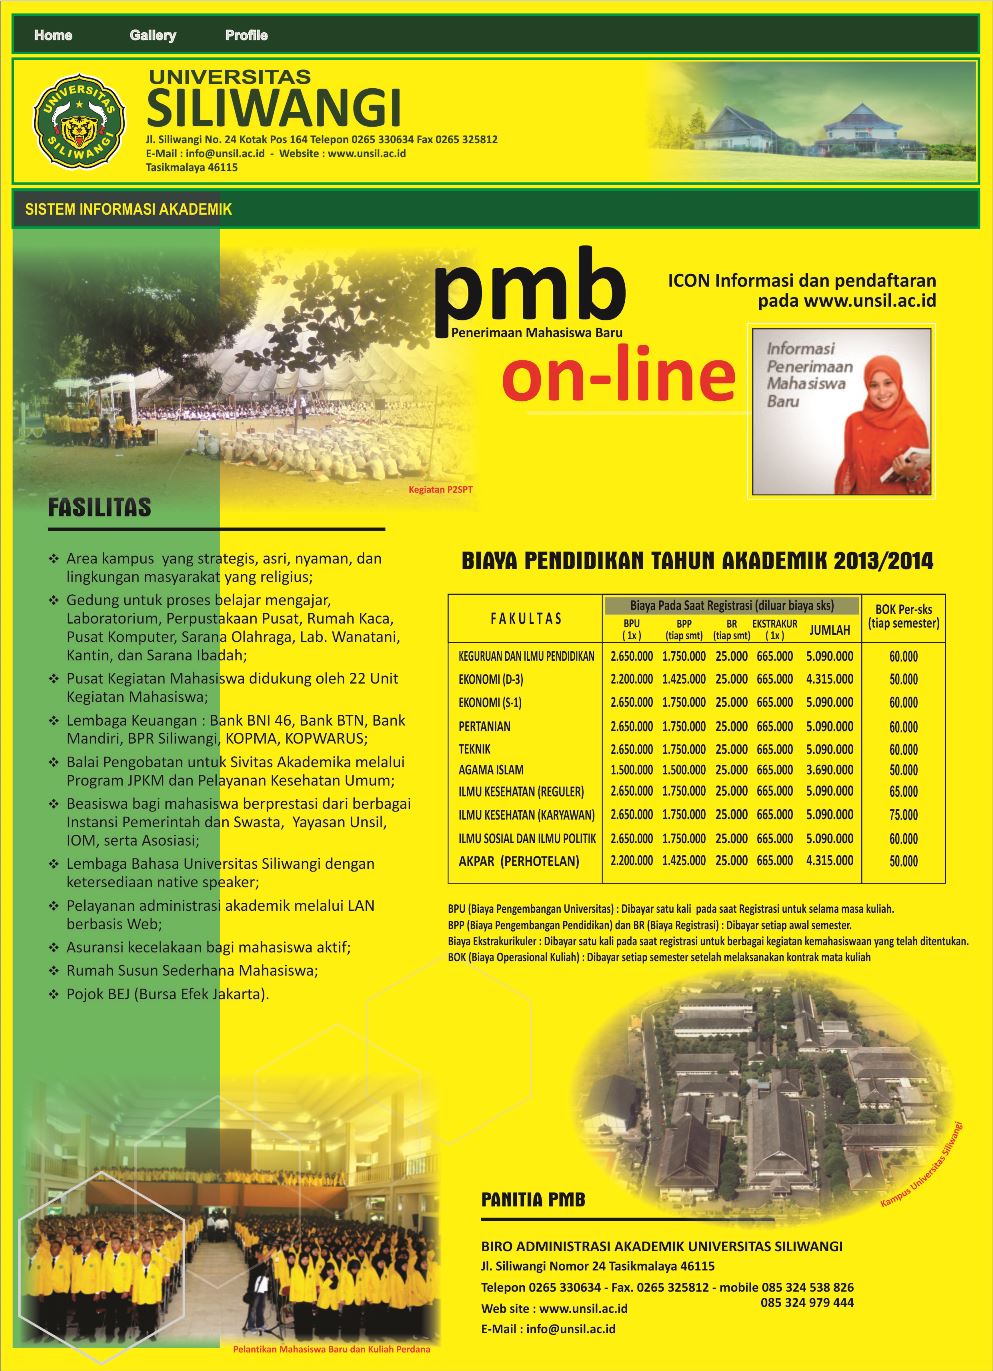 Home Gallery Profile
UNIVERSITAS SILIWANGI
UNIVERSITAS
SILIWANGI
Jl. Siliwangi No. 24 Kotak Pos 164 Telepon 0265 330634 Fax 0265 325812
E-Mail : info@unsil.ac.id - Website : www.unsil.ac.id
Tasikmalaya 46115
SISTEM INFORMASI AKADEMIK
pmb
Penerimaan Mahasiswa Baru
on-line
ICON Informasi dan pendaftaran
pada www.unsil.ac.id
Informasi
Penerimaan
Mahasiswa
Baru
Kegiatan P2SPT
FASILITAS
❖ Area kampus yang strategis, asri, nyaman, dan
lingkungan masyarakat yang religius;
❖ Gedung untuk proses belajar mengajar,
Laboratorium, Perpustakaan Pusat, Rumah Kaca,
Pusat Komputer, Sarana Olahraga, Lab. Wanatani,
Kantin, dan Sarana Ibadah;
❖ Pusat Kegiatan Mahasiswa didukung oleh 22 Unit
Kegiatan Mahasiswa;
❖ Lembaga Keuangan : Bank BNI 46, Bank BTN, Bank
Mandiri, BPR Siliwangi, KOPMA, KOPWARUS;
❖ Balai Pengobatan untuk Sivitas Akademika melalui
Program JPKM dan Pelayanan Kesehatan Umum;
❖ Beasiswa bagi mahasiswa berprestasi dari berbagai
Instansi Pemerintah dan Swasta, Yayasan Unsil,
IOM, serta Asosiasi;
❖ Lembaga Bahasa Universitas Siliwangi dengan
ketersediaan native speaker;
❖ Pelayanan administrasi akademik melalui LAN
berbasis Web;
❖ Asuransi kecelakaan bagi mahasiswa aktif;
❖ Rumah Susun Sederhana Mahasiswa;
❖ Pojok BEJ (Bursa Efek Jakarta).
BIAYA PENDIDIKAN TAHUN AKADEMIK 2013/2014
FAKULTAS Biaya Pada Saat Registrasi (diluar biaya sks) BOK Per-sks
(tiap semester)
BPU BPP BR EKSTRAKUR JUMLAH
( 1x ) (tiap smt) (tiap smt) ( 1x )
KEGURUAN DAN ILMU PENDIDIKAN 2.650.000 1.750.000 25.000 665.000 5.090.000 60.000
EKONOMI (D-3) 2.200.000 1.425.000 25.000 665.000 4.315.000 50.000
EKONOMI (S-1) 2.650.000 1.750.000 25.000 665.000 5.090.000 60.000
PERTANIAN 2.650.000 1.750.000 25.000 665.000 5.090.000 60.000
TEKNIK 2.650.000 1.750.000 25.000 665.000 5.090.000 60.000
AGAMA ISLAM 1.500.000 1.500.000 25.000 665.000 3.690.000 50.000
ILMU KESEHATAN (REGULER) 2.650.000 1.750.000 25.000 665.000 5.090.000 65.000
ILMU KESEHATAN (KARYAWAN) 2.650.000 1.750.000 25.000 665.000 5.090.000 75.000
ILMU SOSIAL DAN ILMU POLITIK 2.650.000 1.750.000 25.000 665.000 5.090.000 60.000
AKPAR (PERHOTELAN) 2.200.000 1.425.000 25.000 665.000 4.315.000 50.000
BPU (Biaya Pengembangan Universitas) : Dibayar satu kali pada saat Registrasi untuk selama masa kuliah.
BPP (Biaya Pengembangan Pendidikan) dan BR (Biaya Registrasi) : Dibayar setiap awal semester.
Biaya Ekstrakurikuler : Dibayar satu kali pada saat registrasi untuk berbagai kegiatan kemahasiswaan yang telah ditentukan.
BOK (Biaya Operasional Kuliah) : Dibayar setiap semester setelah melaksanakan kontrak mata kuliah
Kampus Universitas Siliwangi
PANITIA PMB
BIRO ADMINISTRASI AKADEMIK UNIVERSITAS SILIWANGI
Jl. Siliwangi Nomor 24 Tasikmalaya 46115
Telepon 0265 330634 - Fax. 0265 325812 - mobile 085 324 538 826
085 324 979 444
Web site : www.unsil.ac.id
E-Mail : info@unsil.ac.id
Pelantikan Mahasiswa Baru dan Kuliah Perdana